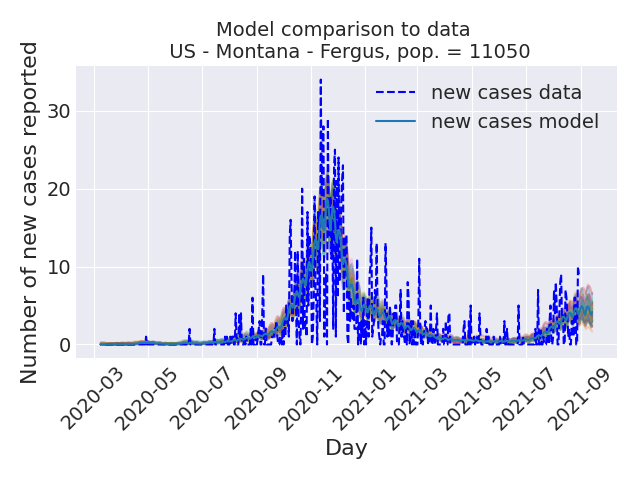 Model comparison to data
US - Montana - Fergus, pop. = 11050
Number of new cases reported
30
20
10
0
new cases data
new cases model
2020-03
2020-05
2020-07
2020-09
2020-11
2021-01
2021-03
2021-05
2021-07
2021-09
Day